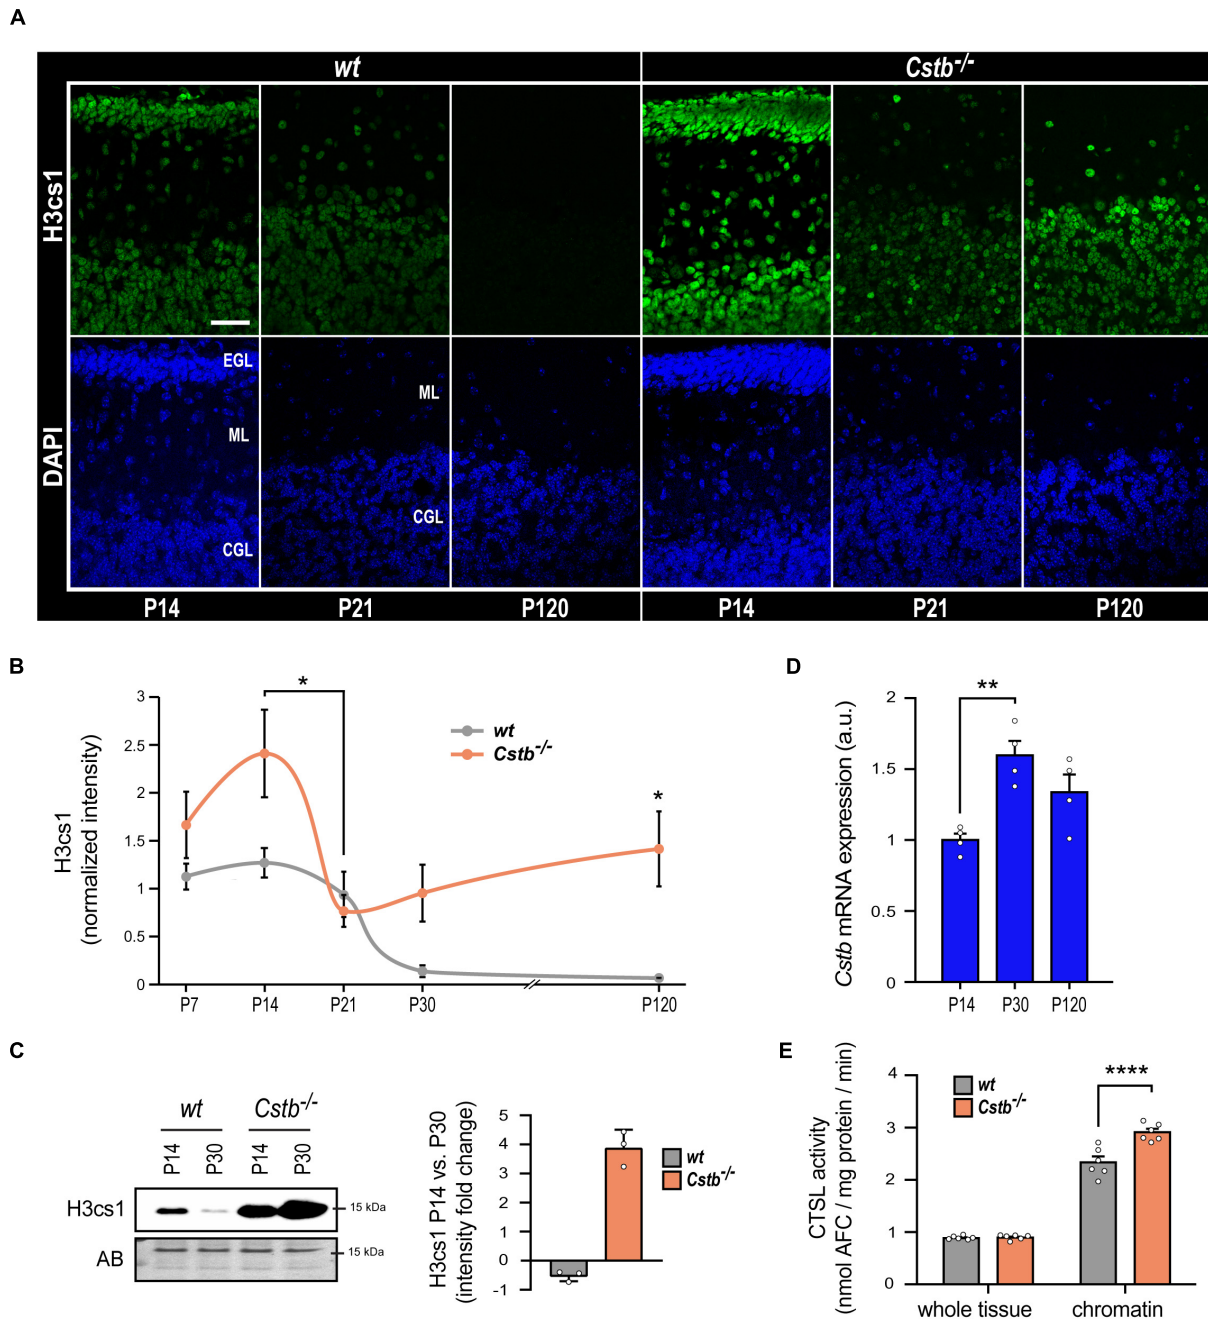 A
wt
Cstb-/-
H3cs1
DAPI
EGL
ML
CGL
ML
CGL
P14
P21
P120
P14
P21
P120
B
H3cs1
(normalized intensity)
3
2.5
2
1.5
1
0.5
0
*
*
wt
Cstb-/-
P7
P14
P21
P30
P120
D
Cstb mRNA expression (a.u.)
2
1.5
1
0.5
0
**
P14
P30
P120
C
wt
Cstb-/-
P14
P30
P14
P30
H3cs1
15 kDa
AB
15 kDa
H3cs1 P14 vs. P30
(intensity fold change)
5
4
3
2
1
0
-1
wt
Cstb-/-
E
CTSL activity
(nmol AFC / mg protein / min)
4
3
2
1
0
wt
Cstb-/-
****
whole tissue
chromatin